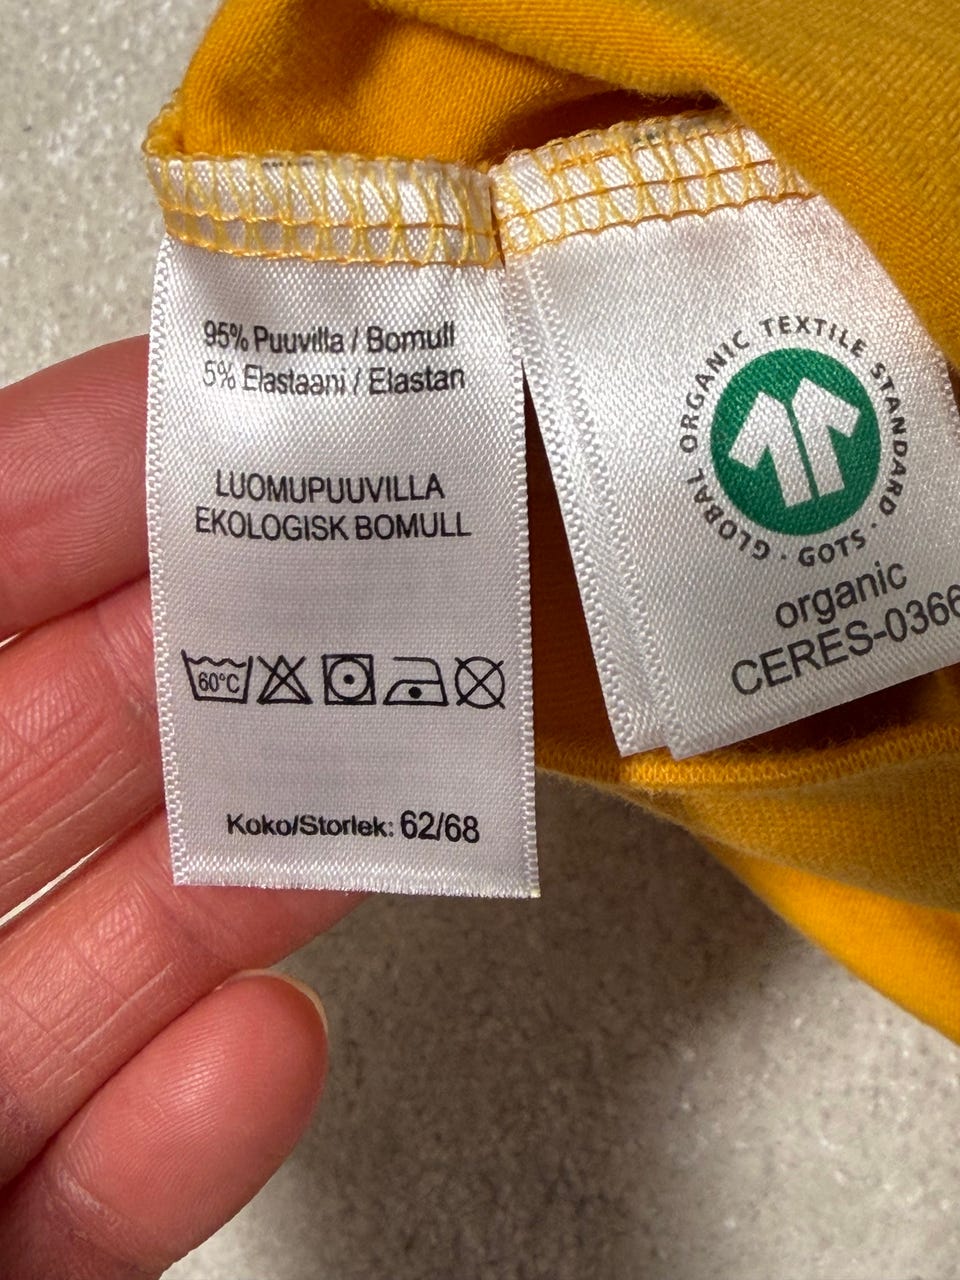 95% Puuvilla / Bomull
5% Elastaani / Elastan
LUOMUPUUVILLA
EKOLOGISK BOMULL
60°C
Koko/Storlek: 62/68
GLOBAL ORGANIC TEXTILE STANDARD · GOTS ·
organic
CERES-0366